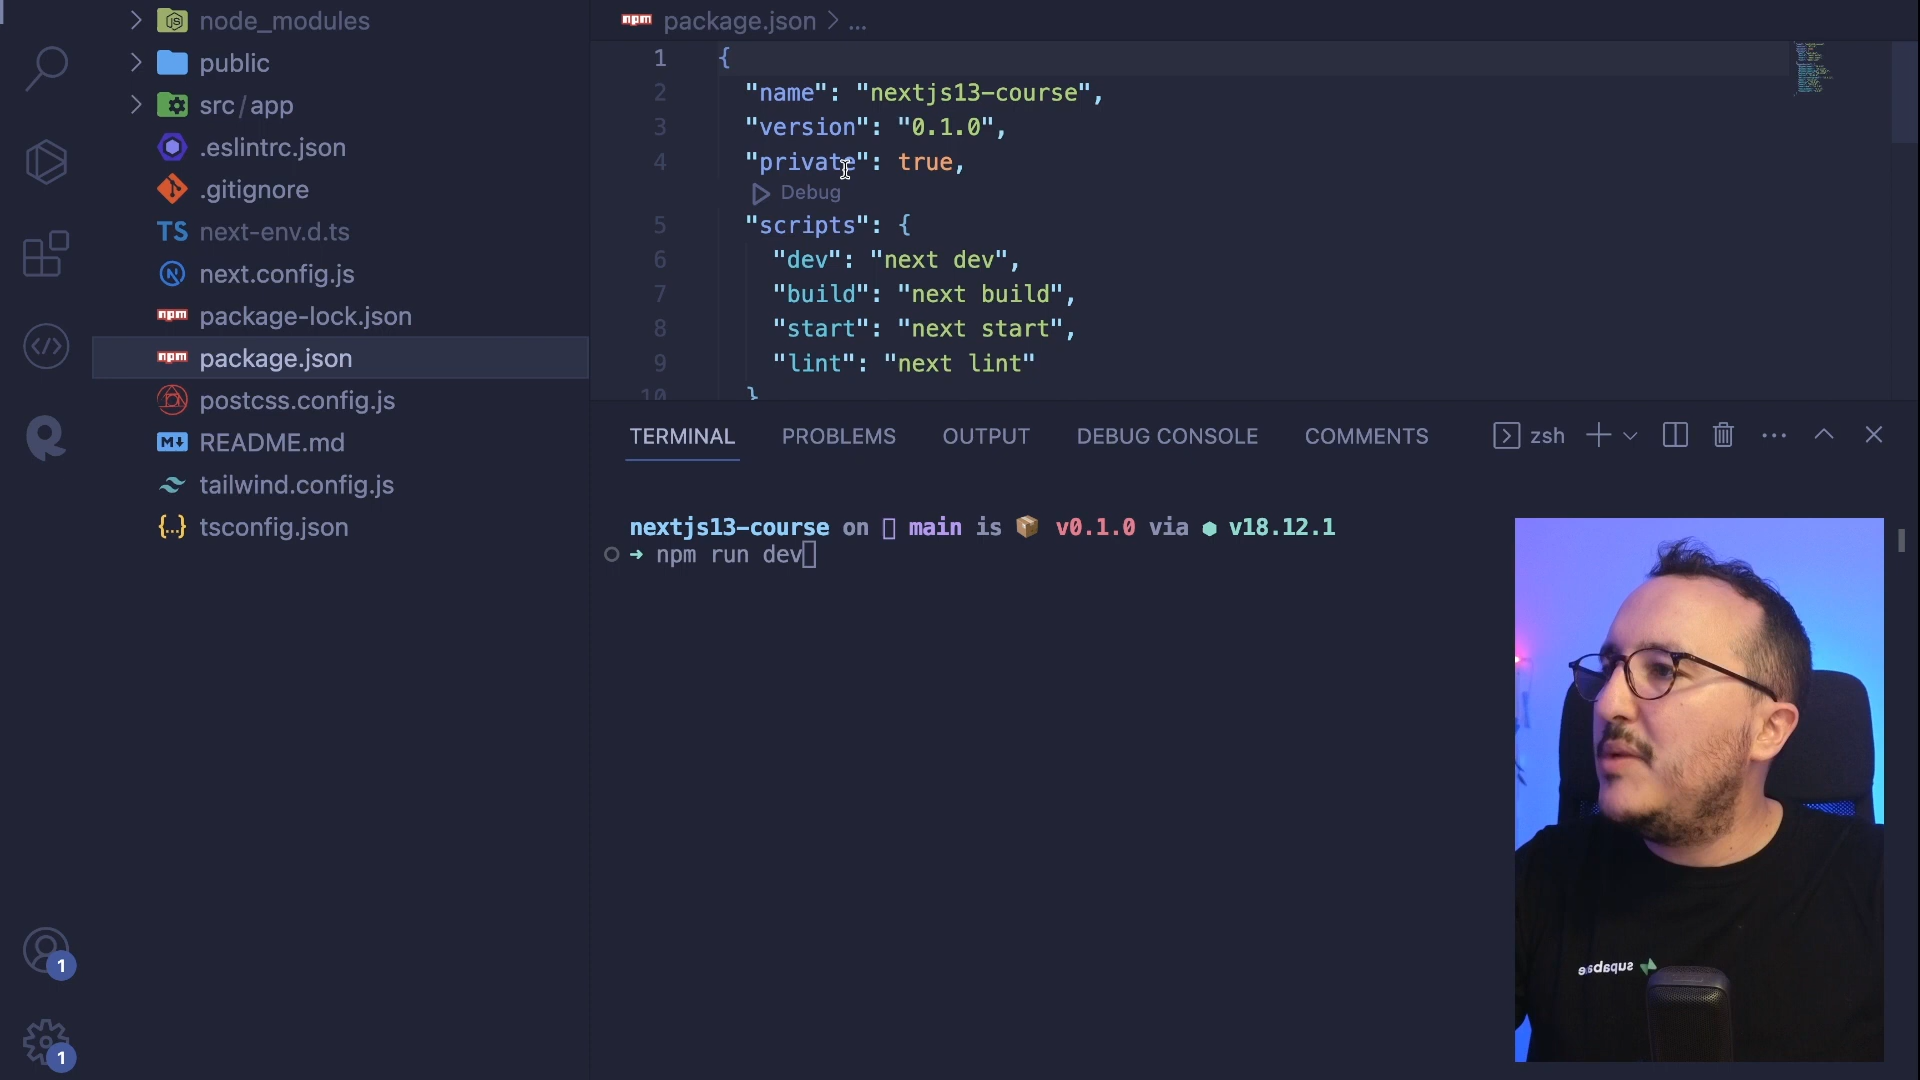 node_modules
public
src/app
.eslintrc.json
.gitignore
TS next-env.d.ts
N next.config.js
npm package-lock.json
npm package.json
postcss.config.js
M README.md
tailwind.config.js
{...} tsconfig.json
1
1
npm package.json > ...
1 {
2 "name": "nextjs13-course",
3 "version": "0.1.0",
4 "private": true,
Debug
5 "scripts": {
6 "dev": "next dev",
7 "build": "next build",
8 "start": "next start",
9 "lint": "next lint"
10 }
TERMINAL PROBLEMS OUTPUT DEBUG CONSOLE COMMENTS zsh
nextjs13-course on main is v0.1.0 via v18.12.1
npm run dev
supabase